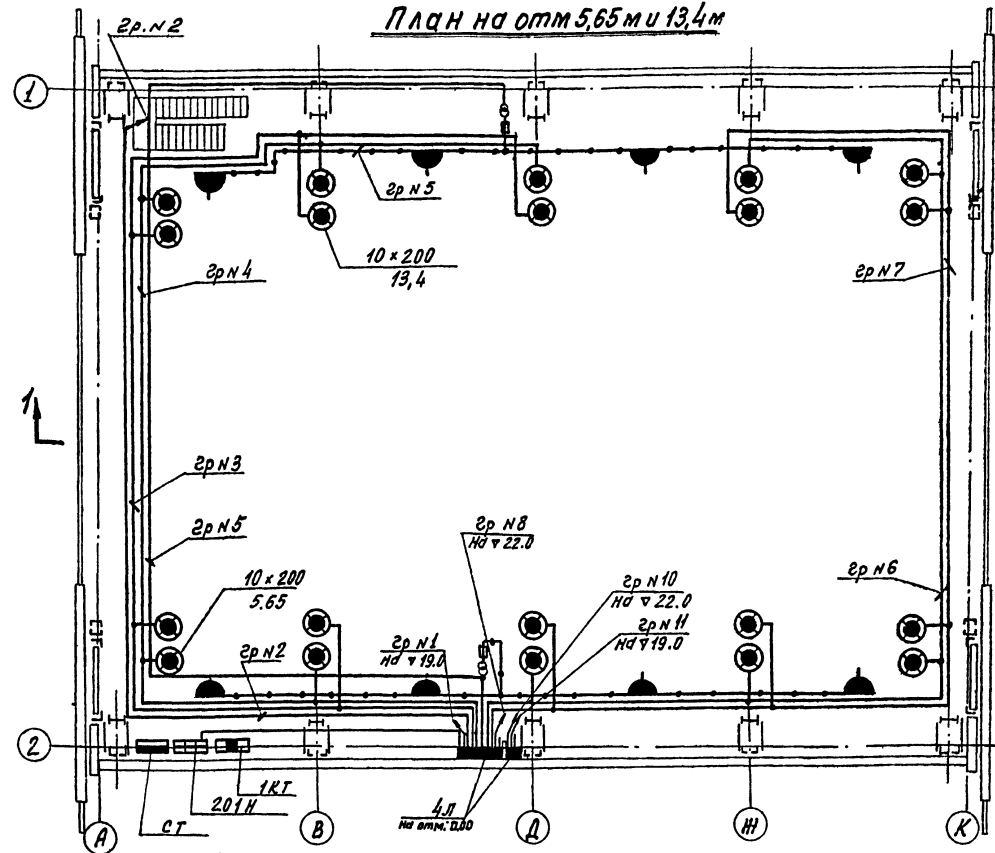 План на отм 5,65м и 13,4м
гр. N 2
1
гр N 5
10 × 200
13,4
гр N 4
гр N 7
1
гр N 3
гр N 8
на ▽ 22.0
гр N 5
гр N 6
10 × 200
5.65
гр N 10
на ▽ 22.0
гр N 11
на ▽ 19.0
гр N 1
на ▽ 19.0
гр N 2
2
1КТ
201Н
СТ
4Л
на отм. 0,00
А
В
Д
Ж
К